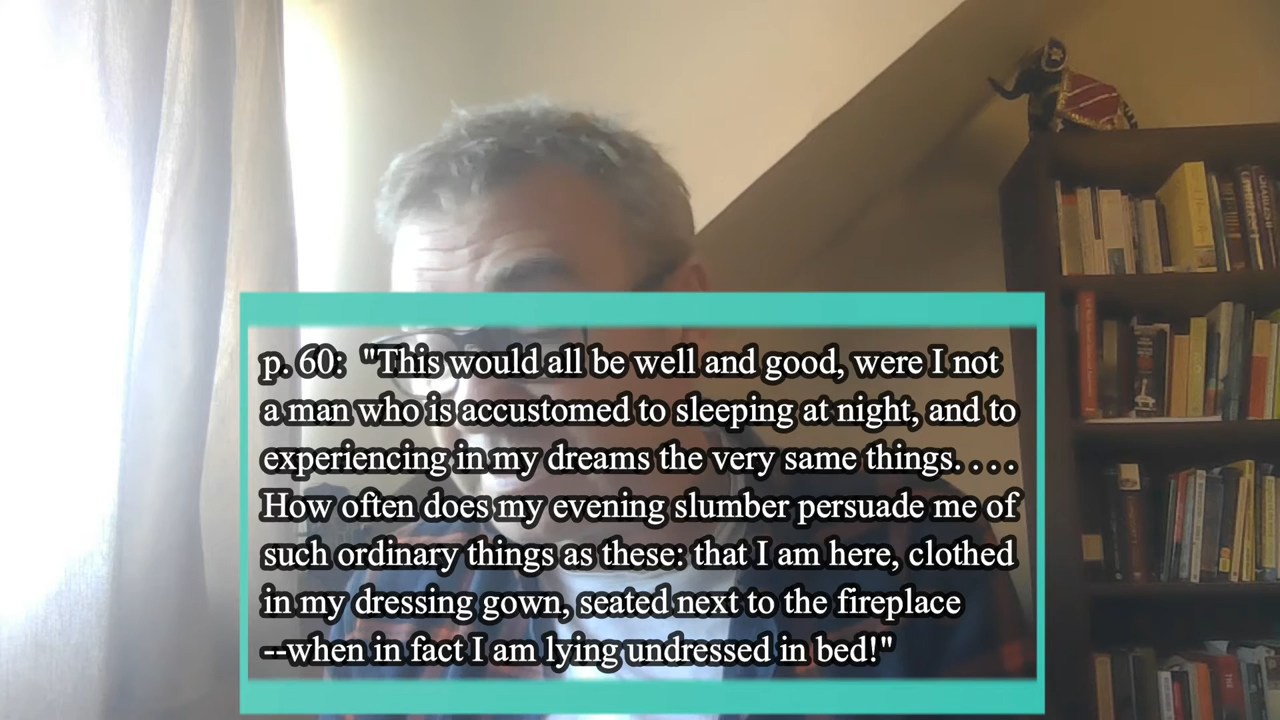 p. 60:  "This would all be well and good, were I not
a man who is accustomed to sleeping at night, and to
experiencing in my dreams the very same things. . . .
How often does my evening slumber persuade me of
such ordinary things as these: that I am here, clothed
in my dressing gown, seated next to the fireplace
--when in fact I am lying undressed in bed!"